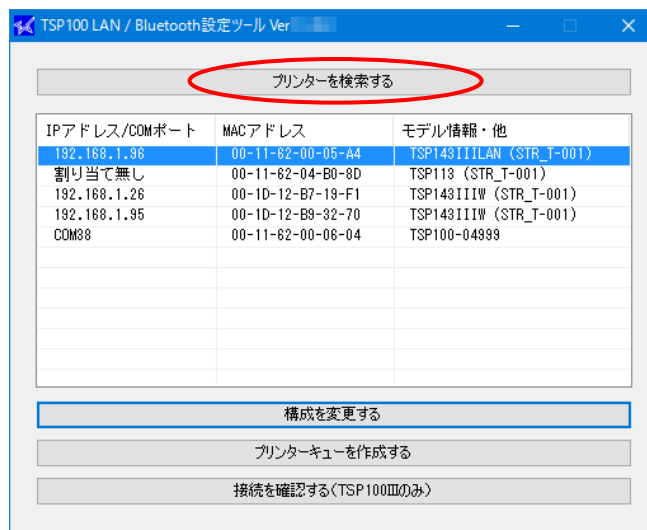 TSP100 LAN / Bluetooth設定ツール Ver
プリンターを検索する
IPアドレス/COMポート MACアドレス モデル情報・他
192.168.1.96 00-11-62-00-05-A4 TSP143IIILAN (STR_T-001)
割り当て無し 00-11-62-04-B0-8D TSP113 (STR_T-001)
192.168.1.26 00-1D-12-B7-19-F1 TSP143IIIW (STR_T-001)
192.168.1.95 00-1D-12-B9-32-70 TSP143IIIW (STR_T-001)
COM38 00-11-62-00-06-04 TSP100-04999
構成を変更する
プリンターキューを作成する
接続を確認する(TSP100Ⅲのみ)